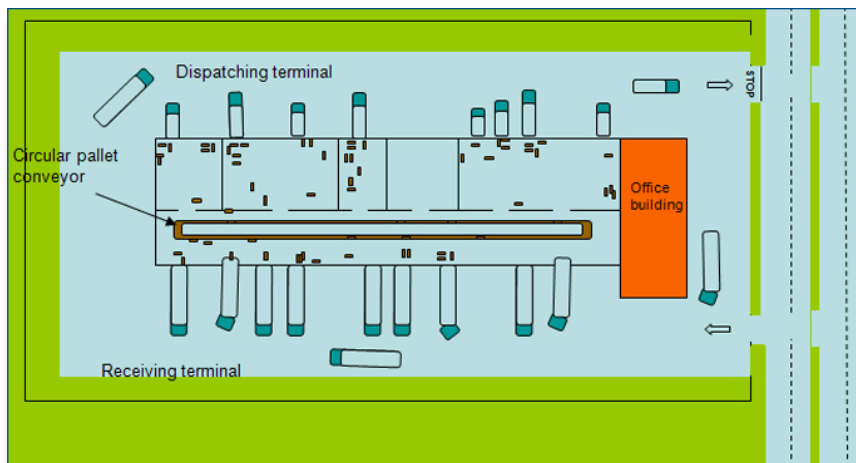 Dispatching terminal
STOP
Circular pallet
conveyor
Office
building
Receiving terminal